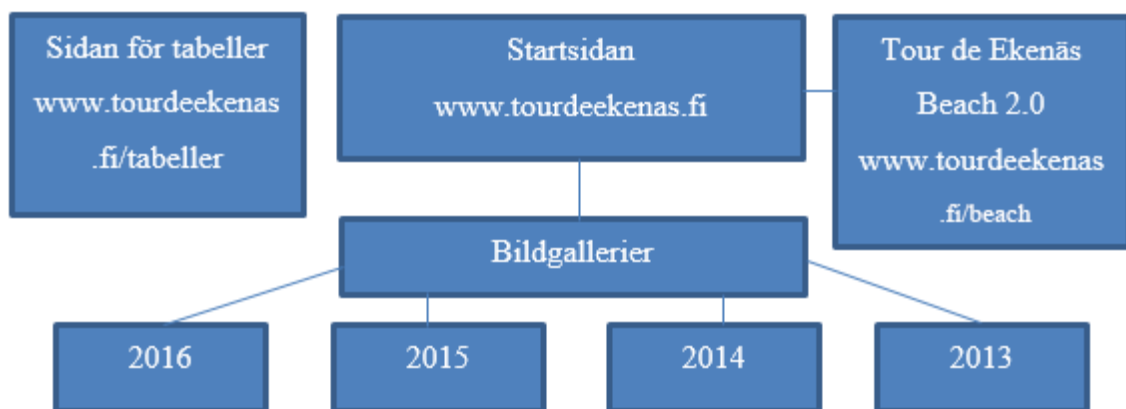 Sidan för tabeller
www.tourdeekenas
.fi/tabeller
Startsidan
www.tourdeekenas.fi
Tour de Ekenäs
Beach 2.0
www.tourdeekenas
.fi/beach
Bildgallerier
2016
2015
2014
2013